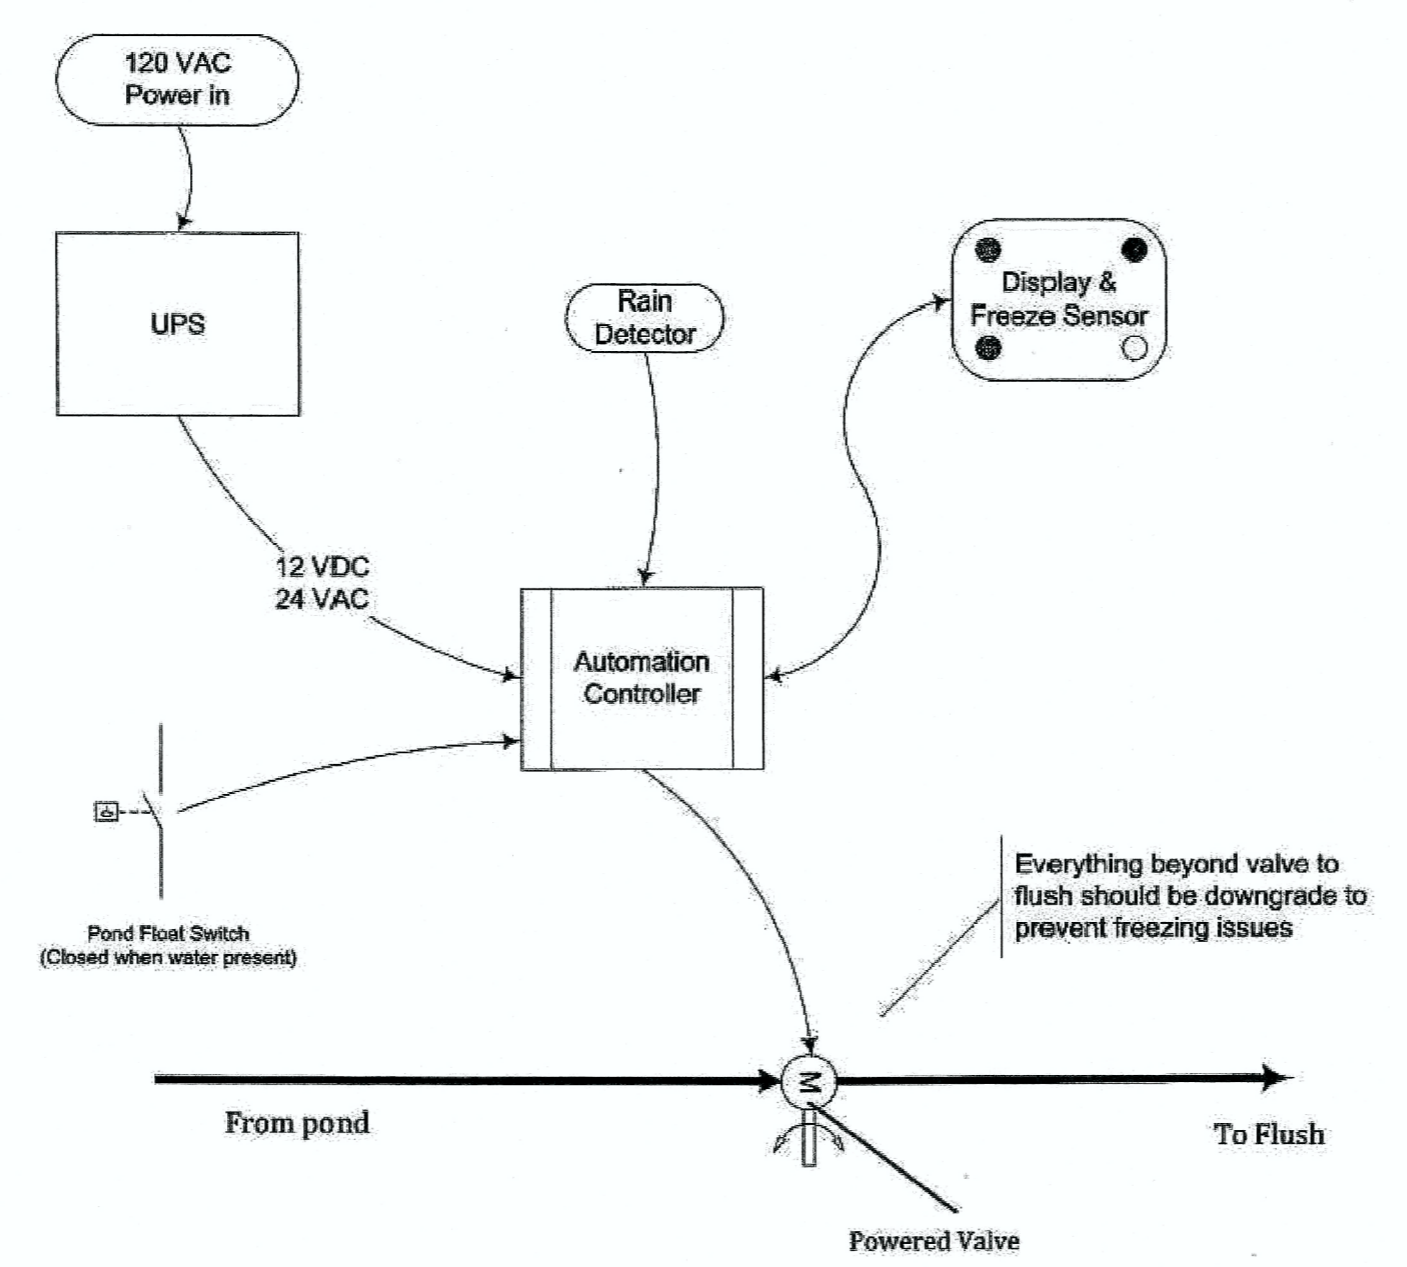 120 VAC
Power in
UPS
Rain
Detector
Display &
Freeze Sensor
12 VDC
24 VAC
Automation
Controller
Pond Float Switch
(Closed when water present)
Everything beyond valve to
flush should be downgrade to
prevent freezing issues
M
From pond
To Flush
Powered Valve